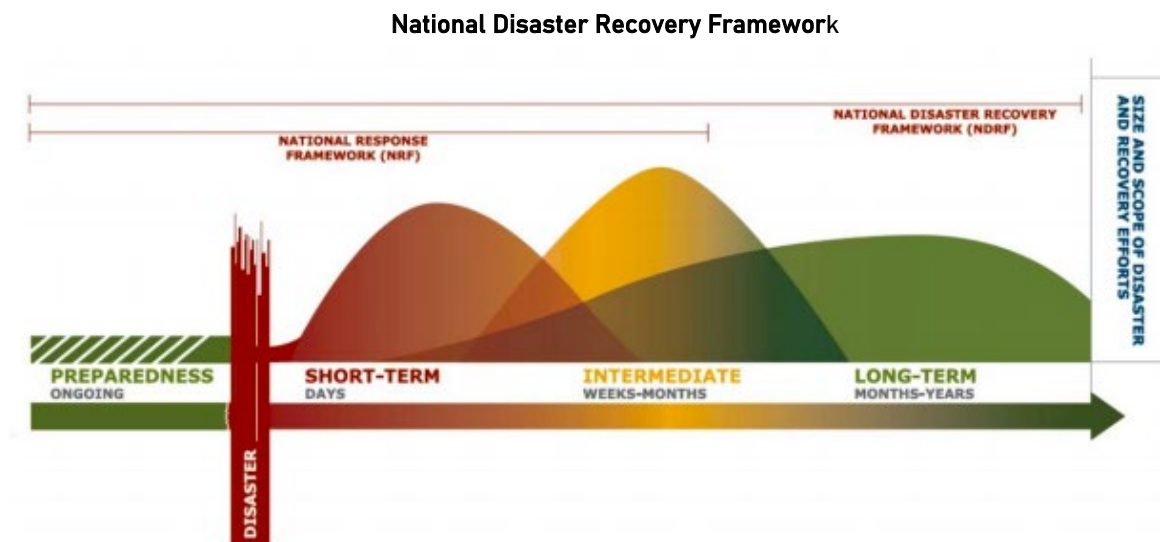 National Disaster Recovery Framework
NATIONAL DISASTER RECOVERY
FRAMEWORK (NDRF)
NATIONAL RESPONSE
FRAMEWORK (NRF)
SIZE AND SCOPE OF DISASTER
AND RECOVERY EFFORTS
PREPAREDNESS
ONGOING
SHORT-TERM
DAYS
INTERMEDIATE
WEEKS-MONTHS
LONG-TERM
MONTHS-YEARS
DISASTER